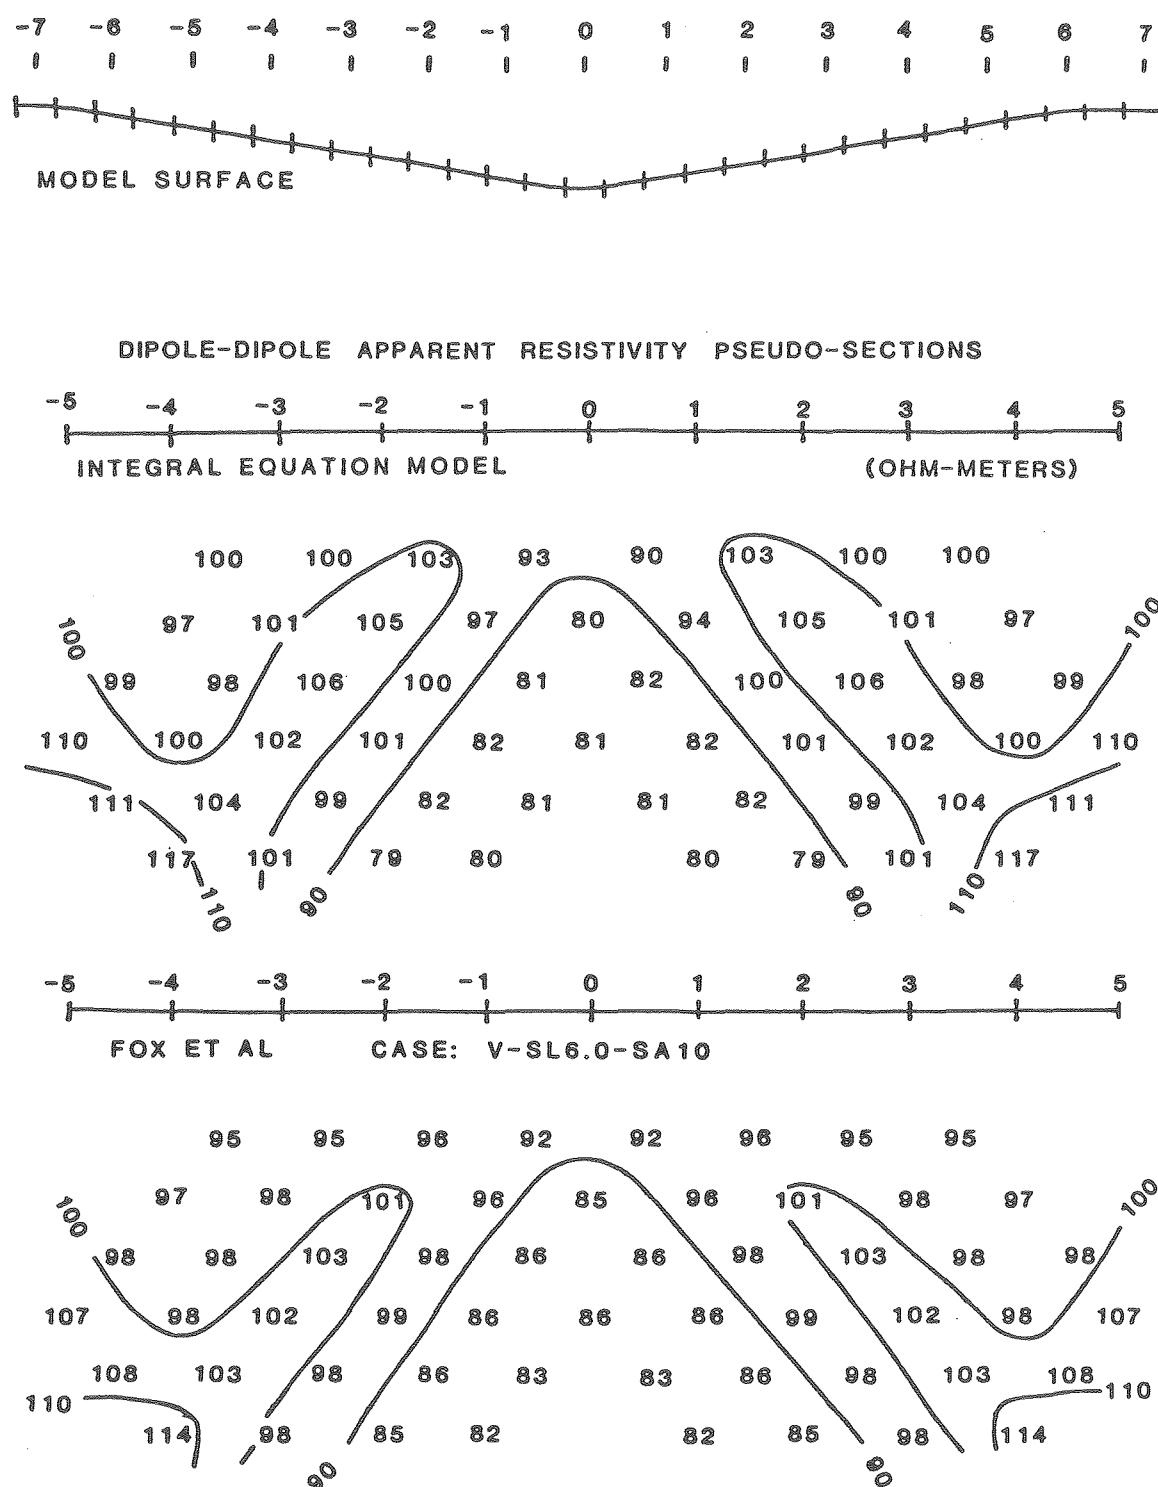 -7 -6 -5 -4 -3 -2 -1 0 1 2 3 4 5 6 7
MODEL SURFACE
DIPOLE-DIPOLE APPARENT RESISTIVITY PSEUDO-SECTIONS
-5 -4 -3 -2 -1 0 1 2 3 4 5
INTEGRAL EQUATION MODEL (OHM-METERS)
100 100 103 93 90 103 100 100
100 97 101 105 97 80 94 105 101 97 100
99 98 106 100 81 82 100 106 98 99
110 100 102 101 82 81 82 101 102 100 110
111 104 99 82 81 81 82 99 104 111
117 101 79 80 80 79 101 117
110 90 90 110
-5 -4 -3 -2 -1 0 1 2 3 4 5
FOX ET AL CASE: V-SL6.0-SA10
95 95 96 92 92 96 95 95
100 97 98 101 96 85 96 101 98 97 100
98 98 103 98 86 86 98 103 98 98
107 98 102 99 86 86 86 99 102 98 107
108 103 98 86 83 83 86 98 103 108
110 110
114 98 85 82 82 85 98 114
90 90